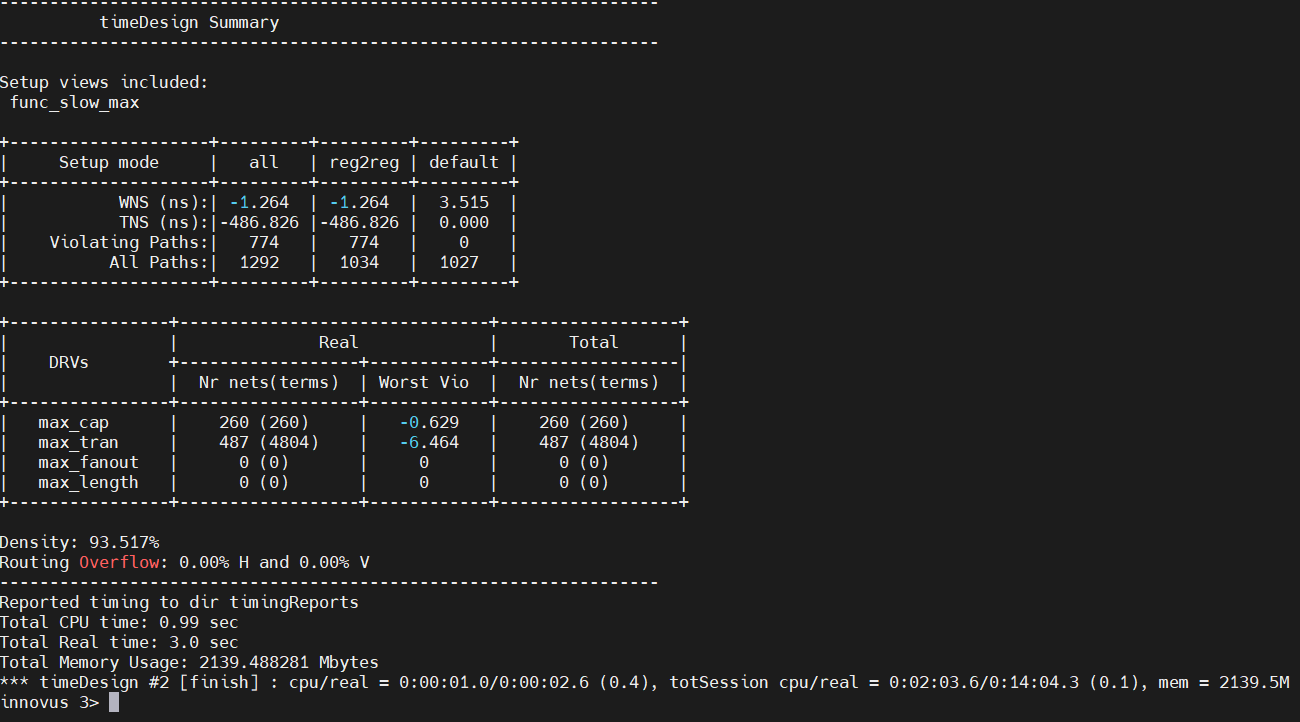 ------------------------------------------------------------------
          timeDesign Summary
------------------------------------------------------------------

Setup views included:
 func_slow_max

+--------------------+---------+---------+---------+
|     Setup mode     |   all   | reg2reg | default |
+--------------------+---------+---------+---------+
|           WNS (ns):| -1.264  | -1.264  |  3.515  |
|           TNS (ns):|-486.826 |-486.826 |  0.000  |
|    Violating Paths:|   774   |   774   |    0    |
|          All Paths:|  1292   |  1034   |  1027   |
+--------------------+---------+---------+---------+

+----------------+-------------------------------+------------------+
|                |              Real             |       Total      |
|    DRVs        +------------------+------------+------------------|
|                |  Nr nets(terms)  | Worst Vio  |  Nr nets(terms)  |
+----------------+------------------+------------+------------------+
|   max_cap      |    260 (260)     |   -0.629   |    260 (260)     |
|   max_tran     |    487 (4804)    |   -6.464   |    487 (4804)    |
|   max_fanout   |      0 (0)       |     0      |      0 (0)       |
|   max_length   |      0 (0)       |     0      |      0 (0)       |
+----------------+------------------+------------+------------------+

Density: 93.517%
Routing Overflow: 0.00% H and 0.00% V
------------------------------------------------------------------
Reported timing to dir timingReports
Total CPU time: 0.99 sec
Total Real time: 3.0 sec
Total Memory Usage: 2139.488281 Mbytes
*** timeDesign #2 [finish] : cpu/real = 0:00:01.0/0:00:02.6 (0.4), totSession cpu/real = 0:02:03.6/0:14:04.3 (0.1), mem = 2139.5M
innovus 3>